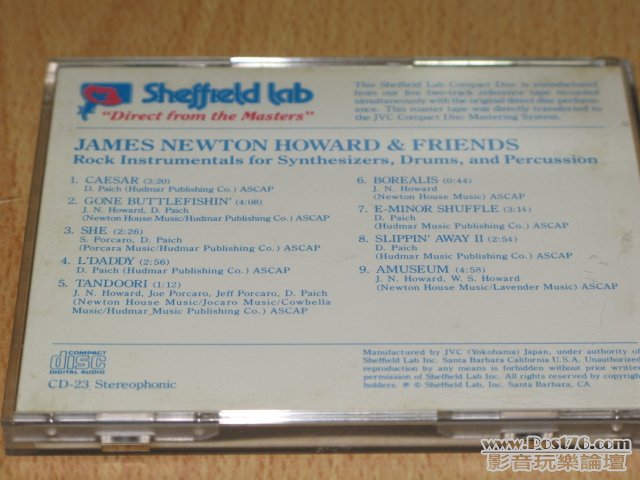 Sheffield Lab
"Direct from the Masters"
This Sheffield Lab Compact Disc is manufactured
from our live two-track reference tape recorded
simultaneously with the original direct disc perform-
ance. This master tape was directly transferred to
the JVC Compact Disc Mastering System.
JAMES NEWTON HOWARD & FRIENDS
Rock Instrumentals for Synthesizers, Drums, and Percussion
1. CAESAR (3:20)
D. Paich (Hudmar Publishing Co.) ASCAP
2. GONE BUTTLEFISHIN' (4:08)
J. N. Howard, D. Paich
(Newton House Music/Hudmar Publishing Co.) ASCAP
3. SHE (2:26)
S. Porcaro, D. Paich
(Porcara Music/Hudmar Publishing Co.) ASCAP
4. L'DADDY (2:56)
D. Paich (Hudmar Publishing Co.) ASCAP
5. TANDOORI (1:12)
J. N. Howard, Joe Porcaro, Jeff Porcaro, D. Paich
(Newton House Music/Jocaro Music/Cowbella
Music/Hudmar Music Publishing Co.) ASCAP
6. BOREALIS (0:44)
J. N. Howard
(Newton House Music) ASCAP
7. E-MINOR SHUFFLE (3:14)
D. Paich
(Hudmar Music Publishing Co.) ASCAP
8. SLIPPIN' AWAY II (2:54)
D. Paich
(Hudmar Music Publishing Co.) ASCAP
9. AMUSEUM (4:58)
J. N. Howard, W. S. Howard
(Newton House Music/Lavender Music) ASCAP
COMPACT
disc
DIGITAL AUDIO
CD-23 Stereophonic
Manufactured by JVC (Yokohama) Japan, under authority of
Sheffield Lab Inc. Santa Barbara California U.S.A. Unauthorized
reproduction by any means is forbidden without prior written
permission of Sheffield Lab Inc. All rights reserved by copyright
holders. ℗ © Sheffield Lab, Inc. Santa Barbara, CA
www.Post76.com
影音玩樂論壇